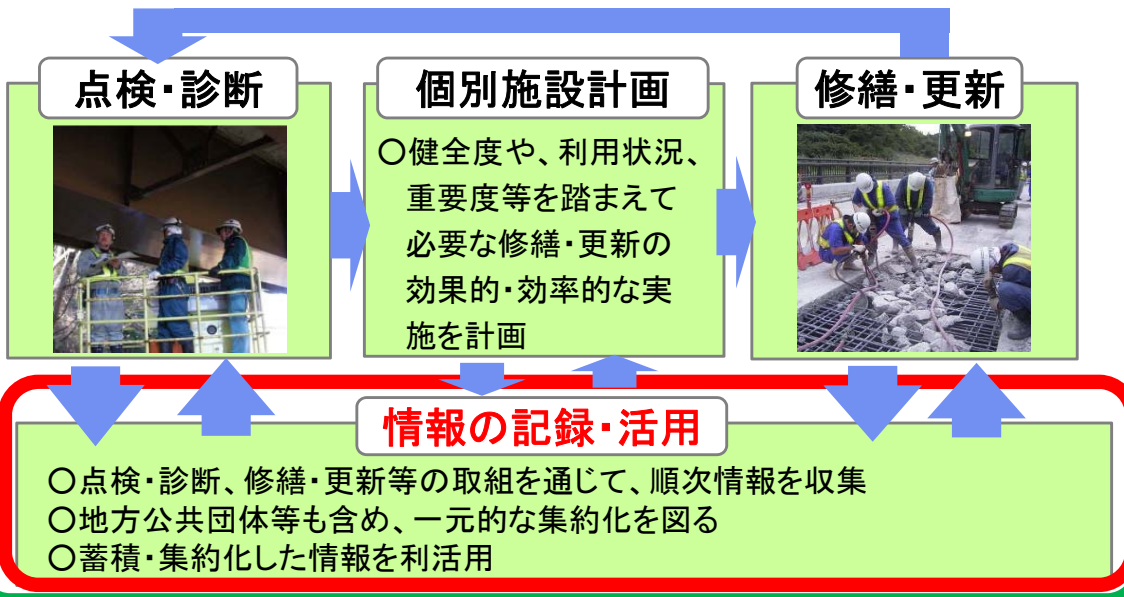 点検・診断
個別施設計画
修繕・更新
○健全度や、利用状況、
重要度等を踏まえて
必要な修繕・更新の
効果的・効率的な実
施を計画
情報の記録・活用
○点検・診断、修繕・更新等の取組を通じて、順次情報を収集
○地方公共団体等も含め、一元的な集約化を図る
○蓄積・集約化した情報を利活用